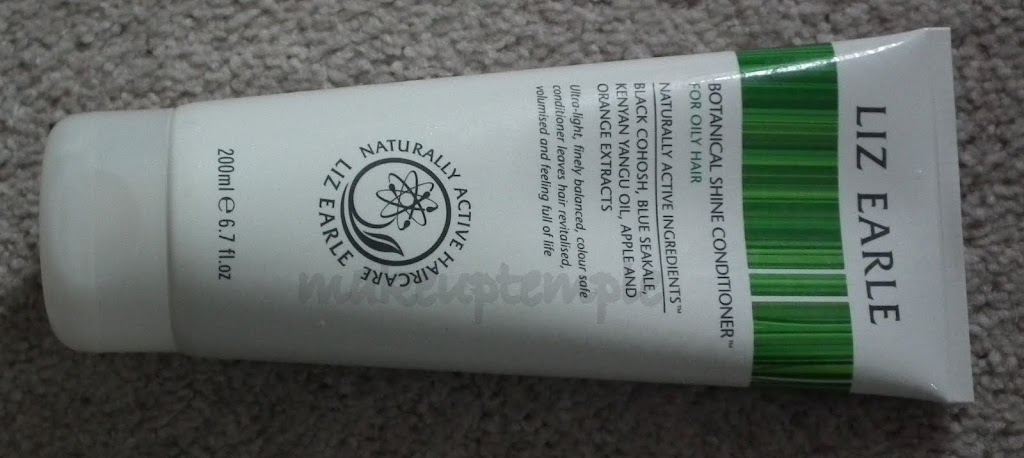 LIZ EARLE
BOTANICAL SHINE CONDITIONER™
FOR OILY HAIR
NATURALLY ACTIVE INGREDIENTS™
BLACK COHOSH, BLUE SEAKALE,
KENYAN YANGU OIL, APPLE AND
ORANGE EXTRACTS
Ultra-light, finely balanced, colour safe
conditioner leaves hair revitalised,
volumised and feeling full of life
NATURALLY ACTIVE HAIRCARE
LIZ EARLE
200ml e 6.7 fl.oz
makeuptemple